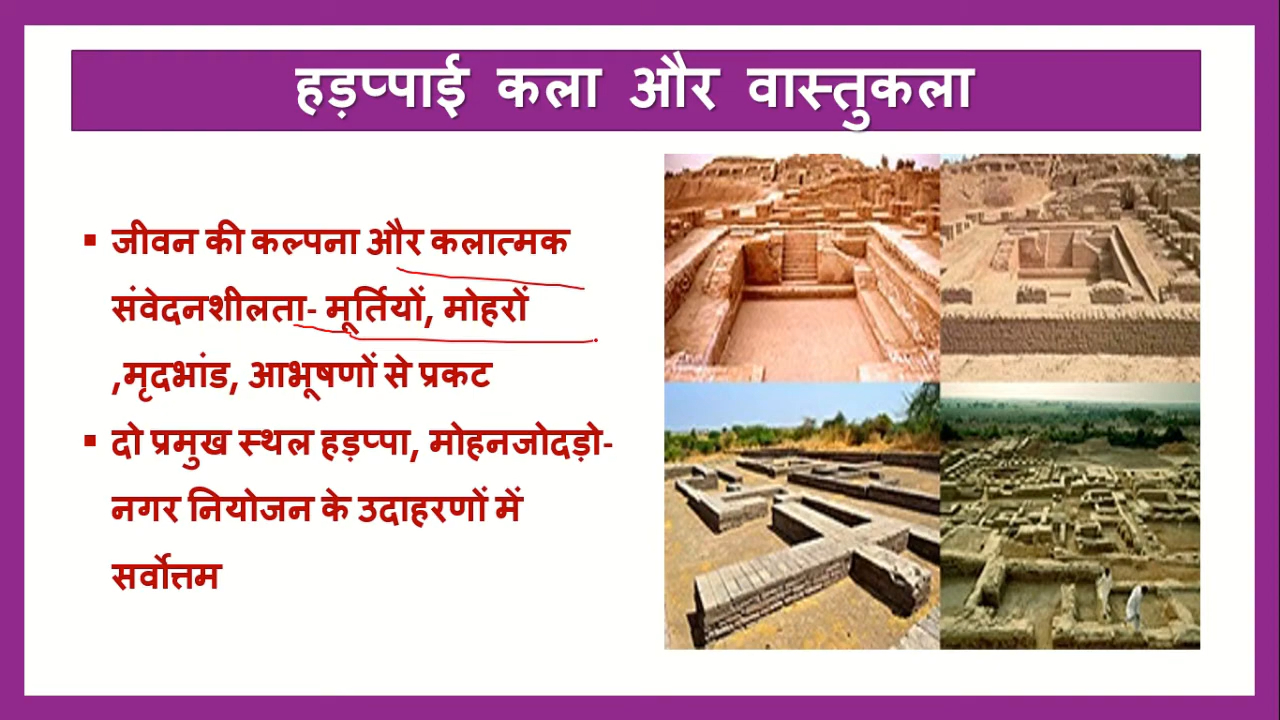 हड़प्पाई कला और वास्तुकला
▪ जीवन की कल्पना और कलात्मक
संवेदनशीलता- मूर्तियों, मोहरों
,मृदभांड, आभूषणों से प्रकट
▪ दो प्रमुख स्थल हड़प्पा, मोहनजोदड़ो-
नगर नियोजन के उदाहरणों में
सर्वोत्तम